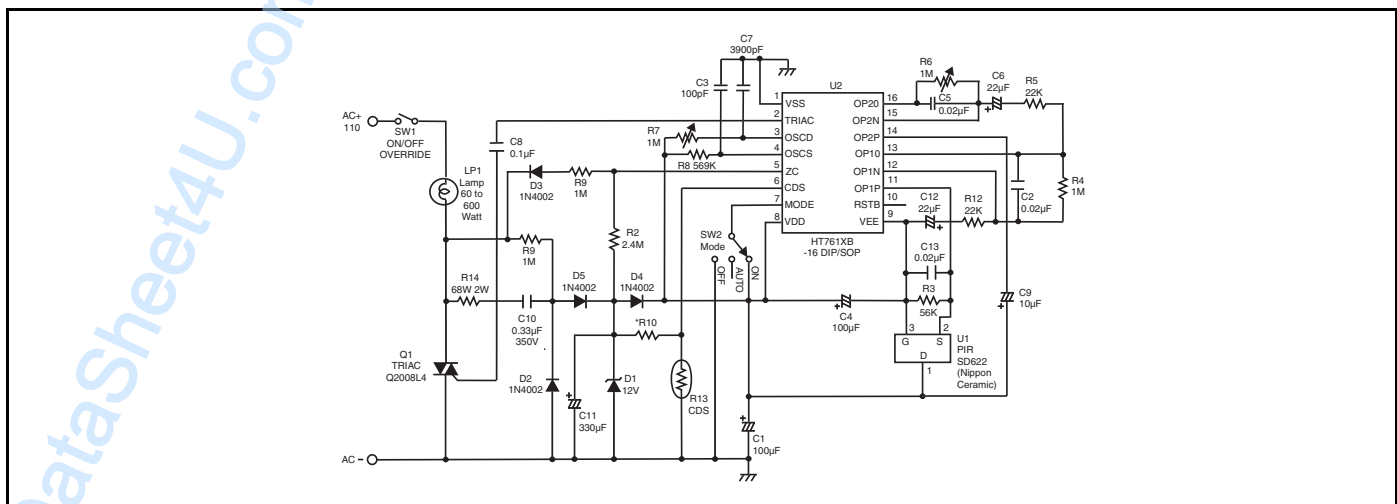 DataSheet4U.com
C7
3900pF
C3
100pF
U2
R6
1M
C6
22µF
R5
22K
C5
0.02µF
AC+
110
SW1
ON/OFF
OVERRIDE
C8
0.1µF
R7
1M
R8 569K
1 VSS
2 TRIAC
3 OSCD
4 OSCS
5 ZC
6 CDS
7 MODE
8 VDD
OP20 16
OP2N 15
OP2P 14
OP10 13
OP1N 12
OP1P 11
RSTB 10
VEE 9
HT761XB
-16 DIP/SOP
LP1
Lamp
60 to
600
Watt
D3
1N4002
R9
1M
R4
1M
C2
0.02µF
C12
22µF
R12
22K
R2
2.4M
SW2
Mode
OFF
AUTO
ON
R9
1M
C13
0.02µF
R14
68W 2W
D5
1N4002
D4
1N4002
C10
0.33µF
350V
*R10
C4
100µF
R3
56K
C9
10µF
Q1
TRIAC
Q2008L4
D2
1N4002
C11
330µF
D1
12V
R13
CDS
3 2
G S
D
1
U1
PIR
SD622
(Nippon
Ceramic)
C1
100µF
AC -